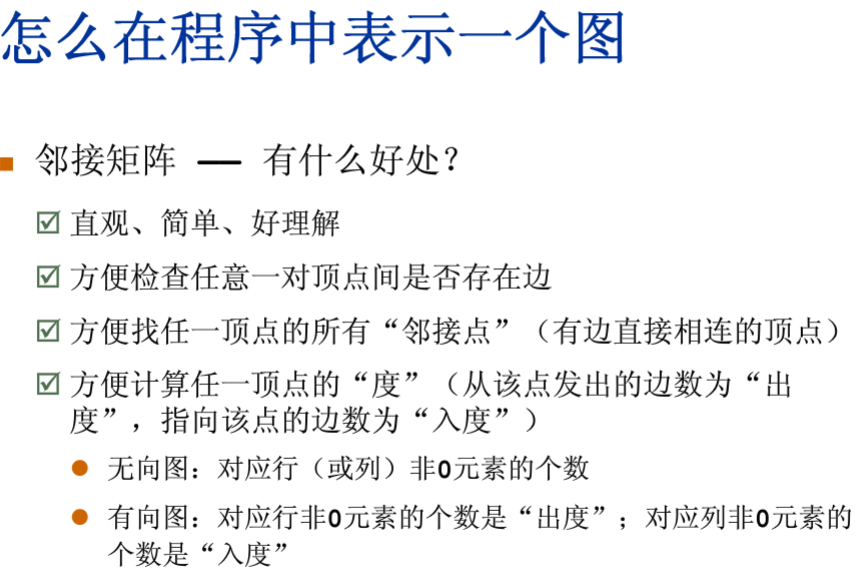 怎么在程序中表示一个图
邻接矩阵 —— 有什么好处？
直观、简单、好理解
方便检查任意一对顶点间是否存在边
方便找任一顶点的所有“邻接点”（有边直接相连的顶点）
方便计算任一顶点的“度”（从该点发出的边数为“出
度”，指向该点的边数为“入度”）
无向图：对应行（或列）非0元素的个数
有向图：对应行非0元素的个数是“出度”；对应列非0元素的
个数是“入度”